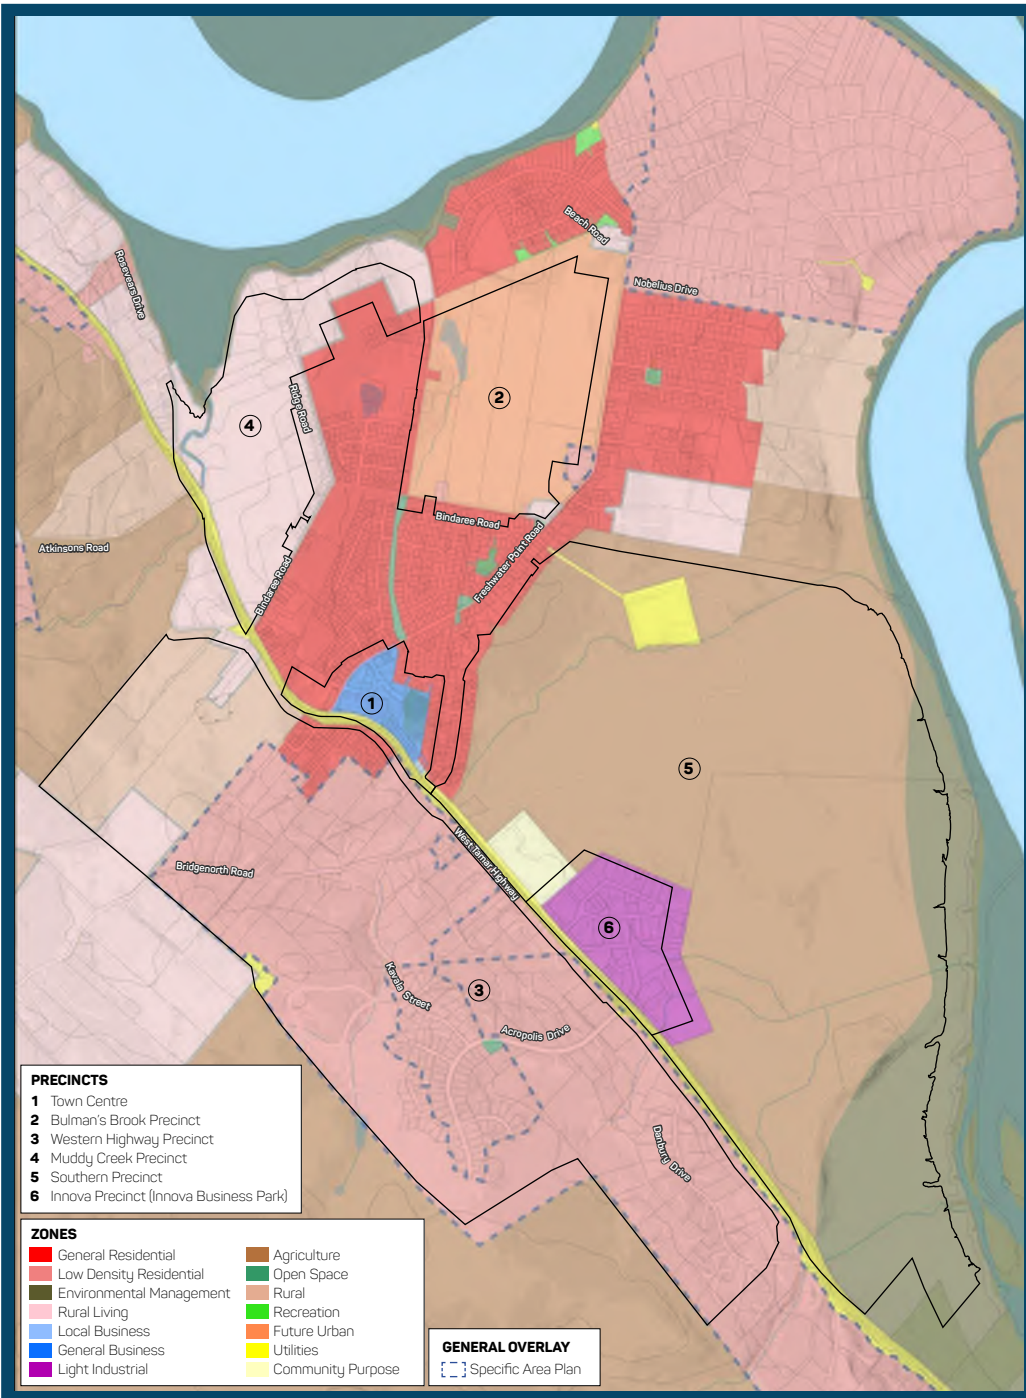 Beach Road
Rosevears Drive
Nobelius Drive
Ridge Road
2
4
Bindaree Road
Freshwater Point Road
Atkinsons Road
Bindaree Road
1
5
West Tamar Highway
Bridgenorth Road
6
Kavala Street
3
Acropolis Drive
Danbury Drive
PRECINCTS
1 Town Centre
2 Bulman's Brook Precinct
3 Western Highway Precinct
4 Muddy Creek Precinct
5 Southern Precinct
6 Innova Precinct (Innova Business Park)
ZONES
General Residential
Low Density Residential
Environmental Management
Rural Living
Local Business
General Business
Light Industrial
Agriculture
Open Space
Rural
Recreation
Future Urban
Utilities
Community Purpose
GENERAL OVERLAY
Specific Area Plan